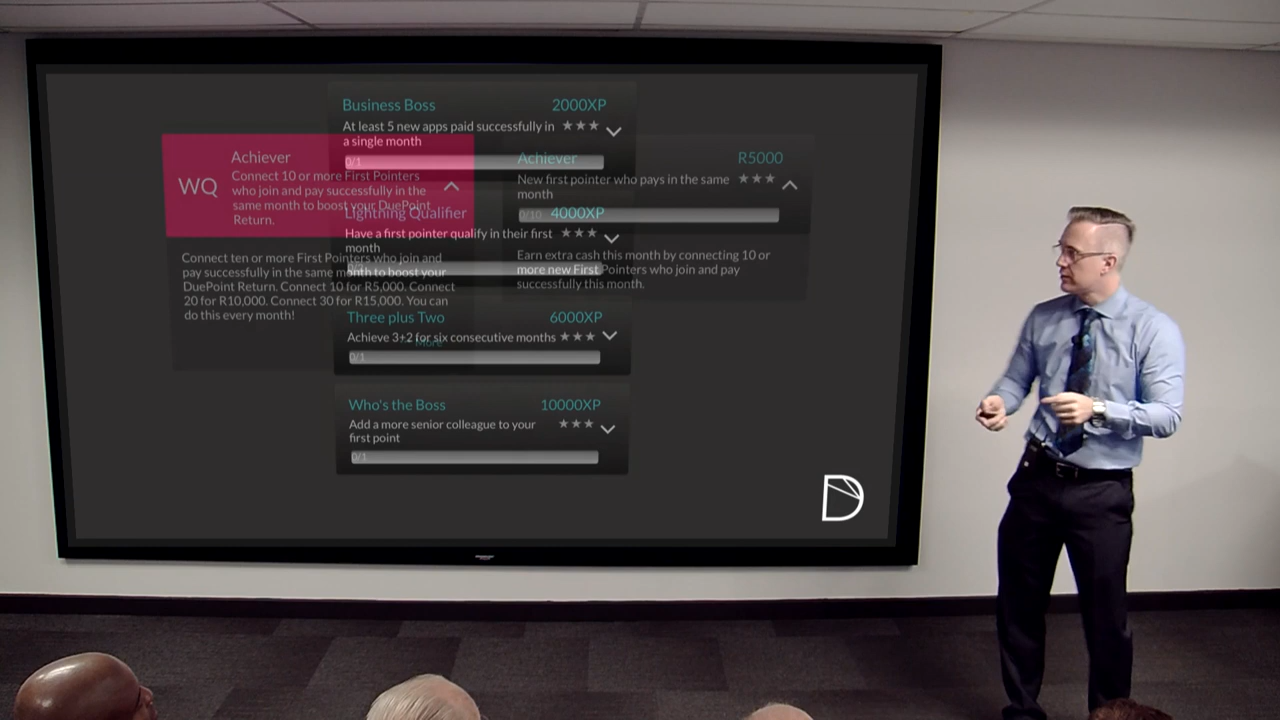 Business Boss 2000XP
At least 5 new apps paid successfully in
a single month
0/1
WQ
Achiever
Connect 10 or more First Pointers
who join and pay successfully in the
same month to boost your DuePoint
Return.
Connect ten or more First Pointers who join and
pay successfully in the same month to boost your
DuePoint Return. Connect 10 for R5,000. Connect
20 for R10,000. Connect 30 for R15,000. You can
do this every month!
More
Achiever R5000
New first pointer who pays in the same
month
0/10
Earn extra cash this month by connecting 10 or
more new First Pointers who join and pay
successfully this month.
Lightning Qualifier 4000XP
Have a first pointer qualify in their first
month
Three plus Two 6000XP
Achieve 3+2 for six consecutive months
0/1
Who's the Boss 10000XP
Add a more senior colleague to your
first point
0/1